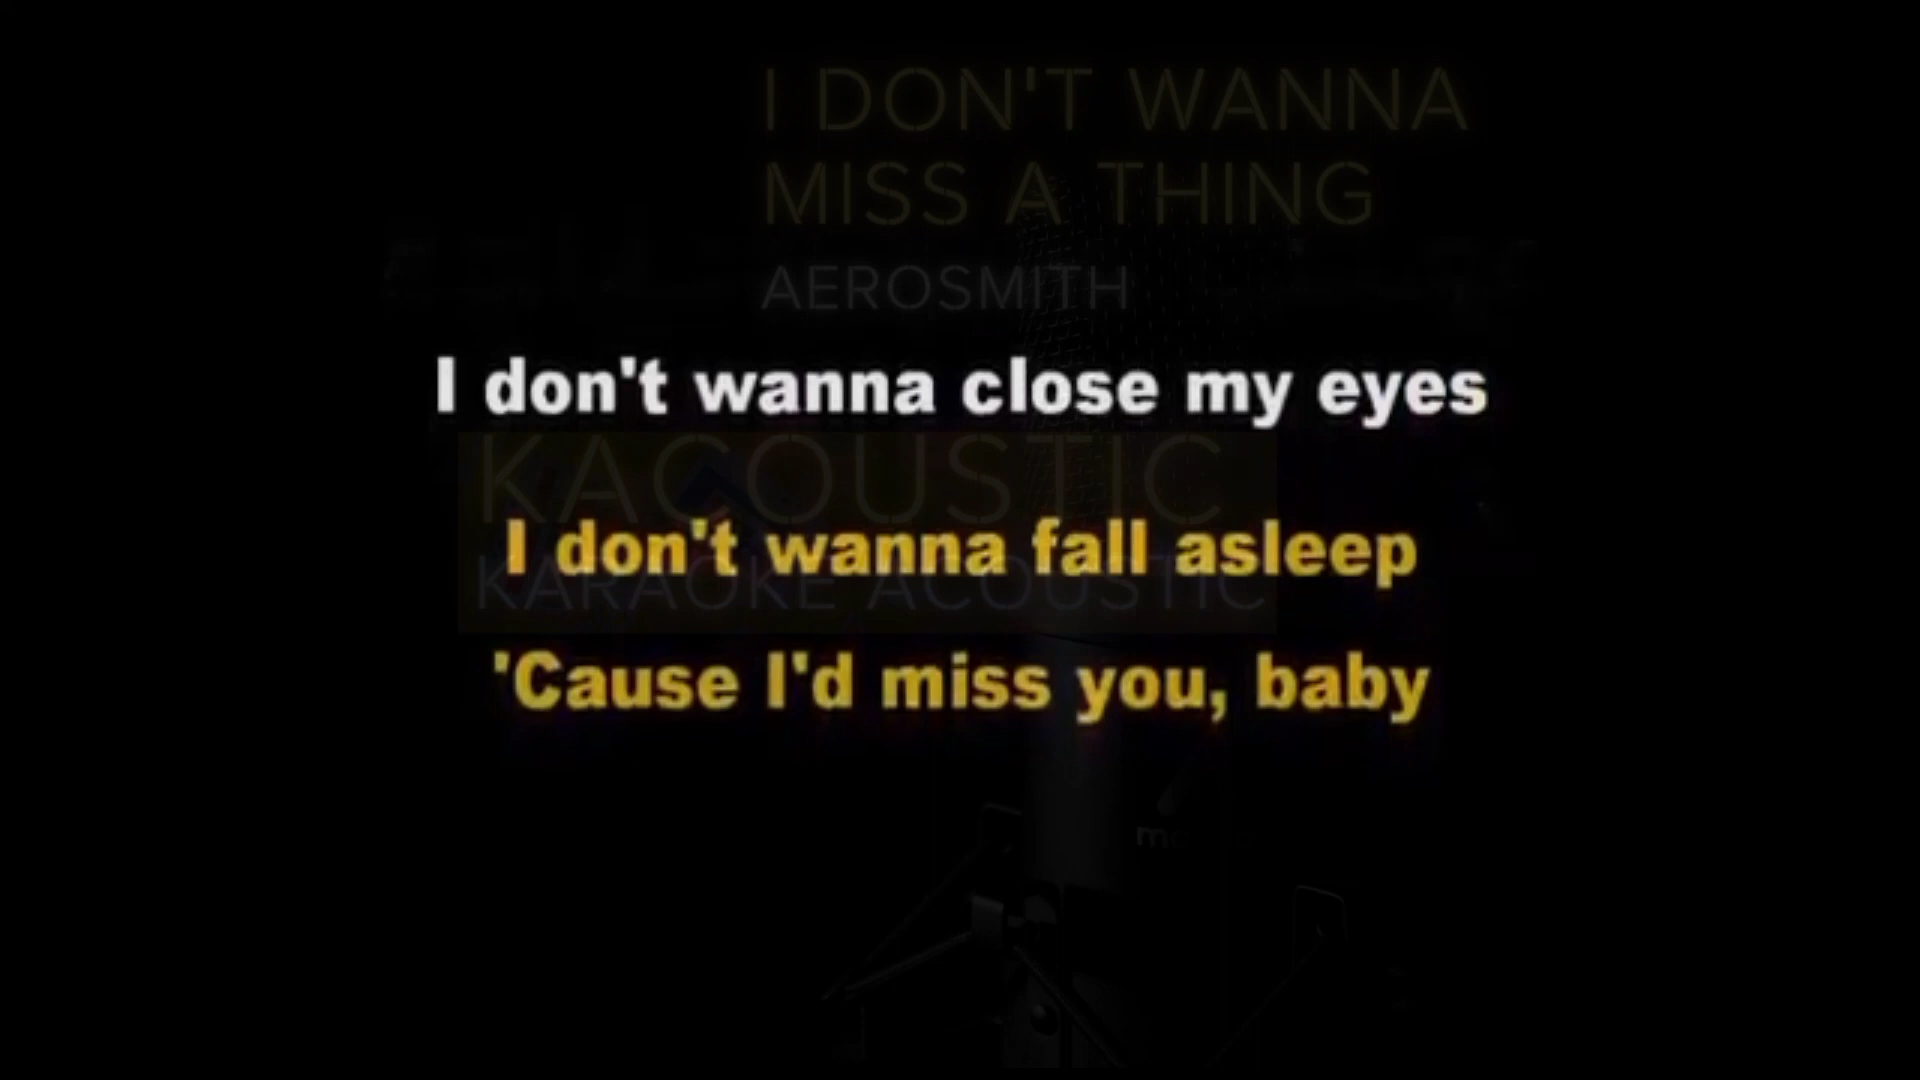 I DON'T WANNA
MISS A THING
AEROSMITH
I don't wanna close my eyes
KACOUSTIC
I don't wanna fall asleep
KARAOKE ACOUSTIC
'Cause I'd miss you, baby